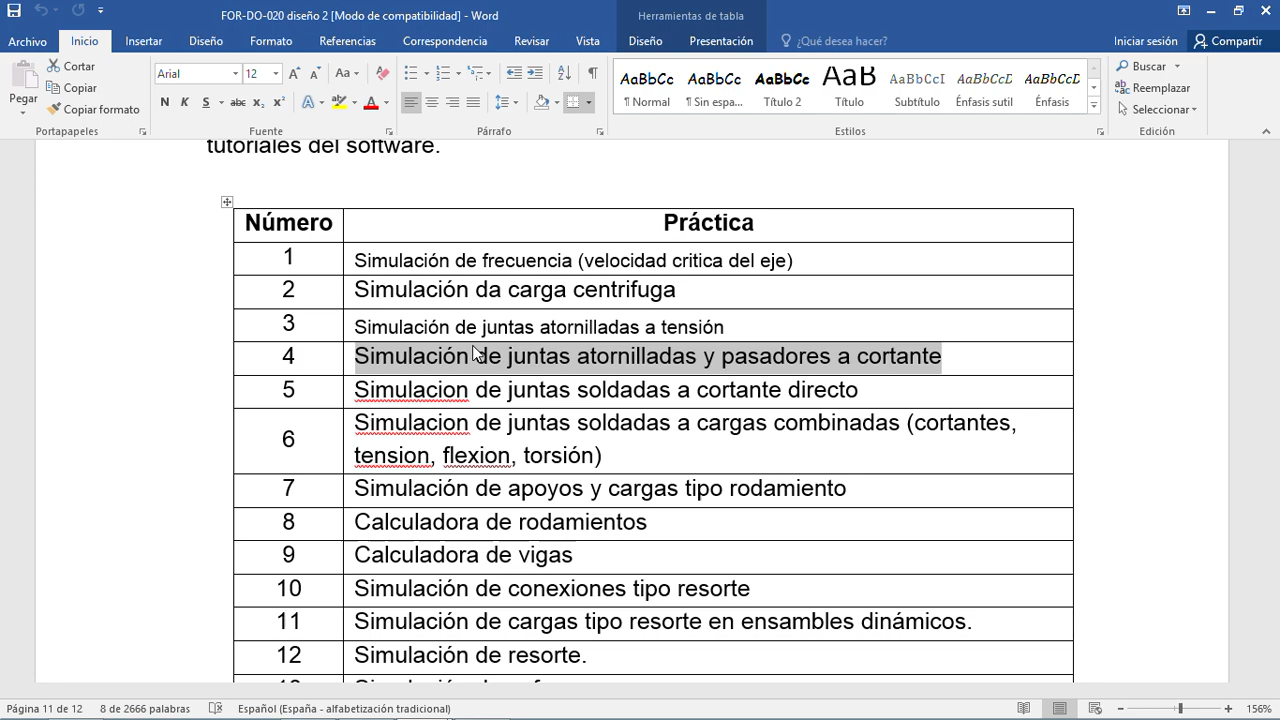 FOR-DO-020 diseño 2 [Modo de compatibilidad] - Word
Herramientas de tabla
Archivo Inicio Insertar Diseño Formato Referencias Correspondencia Revisar Vista Diseño Presentación ¿Qué desea hacer? Iniciar sesión Compartir
Pegar
Cortar
Copiar
Copiar formato
Portapapeles
Arial 12
Aa
N K S abc x₂ x²
A A
Fuente
Párrafo
AaBbCc AaBbCc AaBbCc AaB AaBbCcI AaBbCc AaBbCcD
¶ Normal ¶ Sin espa... Título 2 Título Subtítulo Énfasis sutil Énfasis
Estilos
Buscar
Reemplazar
Seleccionar
Edición
tutoriales del software.
Número Práctica
1 Simulación de frecuencia (velocidad critica del eje)
2 Simulación da carga centrifuga
3 Simulación de juntas atornilladas a tensión
4 Simulación de juntas atornilladas y pasadores a cortante
5 Simulacion de juntas soldadas a cortante directo
6 Simulacion de juntas soldadas a cargas combinadas (cortantes,
tension, flexion, torsión)
7 Simulación de apoyos y cargas tipo rodamiento
8 Calculadora de rodamientos
9 Calculadora de vigas
10 Simulación de conexiones tipo resorte
11 Simulación de cargas tipo resorte en ensambles dinámicos.
12 Simulación de resorte.
Página 11 de 12 8 de 2666 palabras Español (España - alfabetización tradicional) 156%